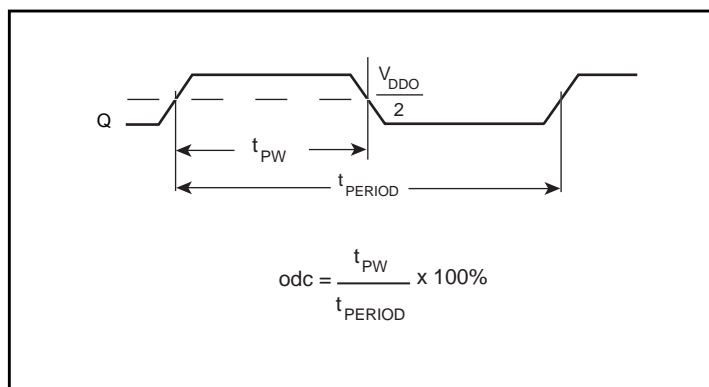 V_DDO
2
Q
t_PW
t_PERIOD
odc = t_PW
t_PERIOD
x 100%